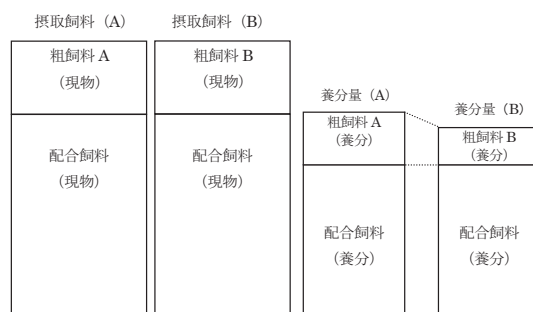 摂取飼料（A）
粗飼料 A
（現物）
配合飼料
（現物）
摂取飼料（B）
粗飼料 B
（現物）
配合飼料
（現物）
養分量（A）
粗飼料 A
（養分）
配合飼料
（養分）
養分量（B）
粗飼料 B
（養分）
配合飼料
（養分）